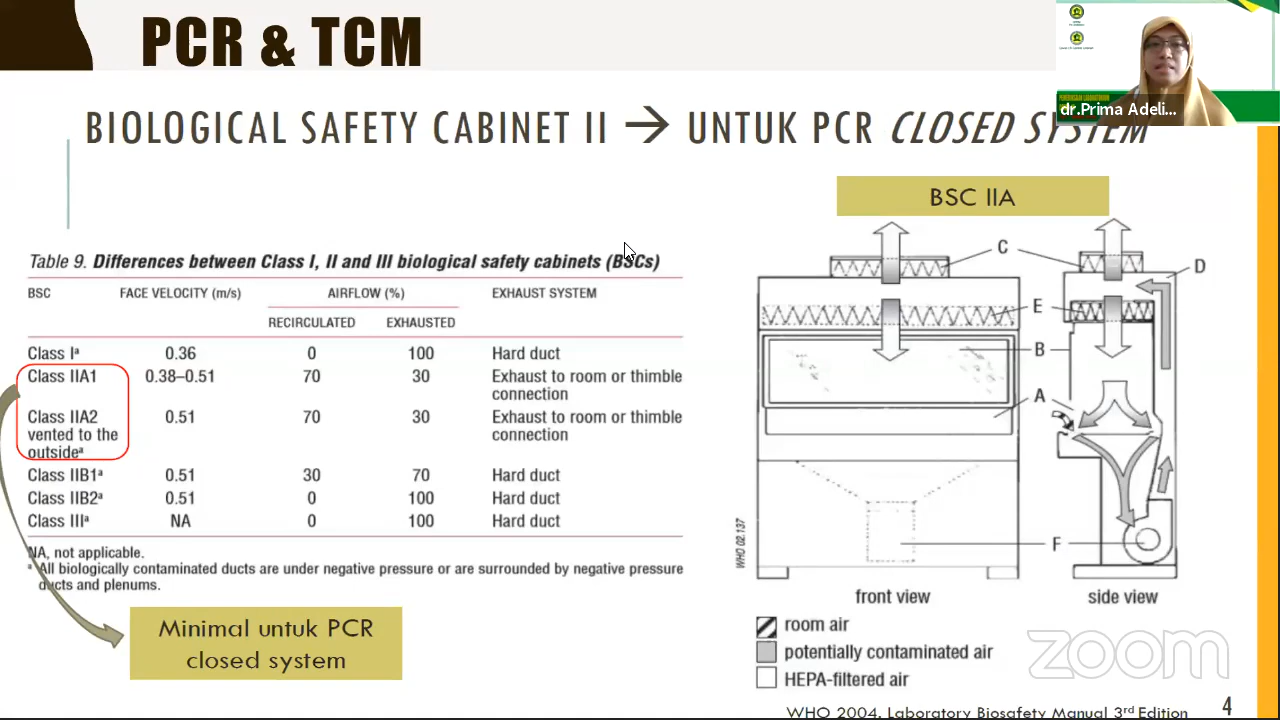 PCR & TCM
dr.Prima Adeli...
BIOLOGICAL SAFETY CABINET II → UNTUK PCR CLOSED SYSTEM
BSC IIA
Table 9. Differences between Class I, II and III biological safety cabinets (BSCs)
BSC FACE VELOCITY (m/s) AIRFLOW (%) EXHAUST SYSTEM
RECIRCULATED EXHAUSTED
Class Iᵃ 0.36 0 100 Hard duct
Class IIA1 0.38–0.51 70 30 Exhaust to room or thimble
connection
Class IIA2 0.51 70 30 Exhaust to room or thimble
vented to the connection
outsideᵃ
Class IIB1ᵃ 0.51 30 70 Hard duct
Class IIB2ᵃ 0.51 0 100 Hard duct
Class IIIᵃ NA 0 100 Hard duct
NA, not applicable.
ᵃ All biologically contaminated ducts are under negative pressure or are surrounded by negative pressure
ducts and plenums.
Minimal untuk PCR
closed system
C
D
E
B
A
F
WHO 02.137
front view side view
room air
potentially contaminated air
HEPA-filtered air
zoom
WHO 2004. Laboratory Biosafety Manual 3rd Edition
4